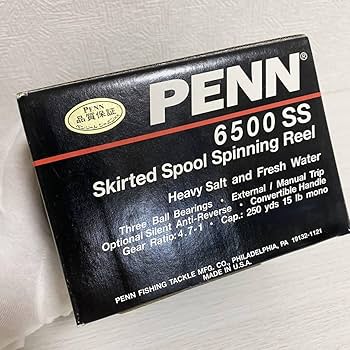 PENN®
PENN
品質保証
6500 SS
Skirted Spool Spinning Reel
Heavy Salt and Fresh Water
Three Ball Bearings • External / Manual Trip
Optional Silent Anti-Reverse • Convertible Handle
Gear Ratio: 4.7-1 • Cap.: 250 yds 15 lb mono
PENN FISHING TACKLE MFG. CO., PHILADELPHIA, PA 19132-1121
MADE IN U.S.A.